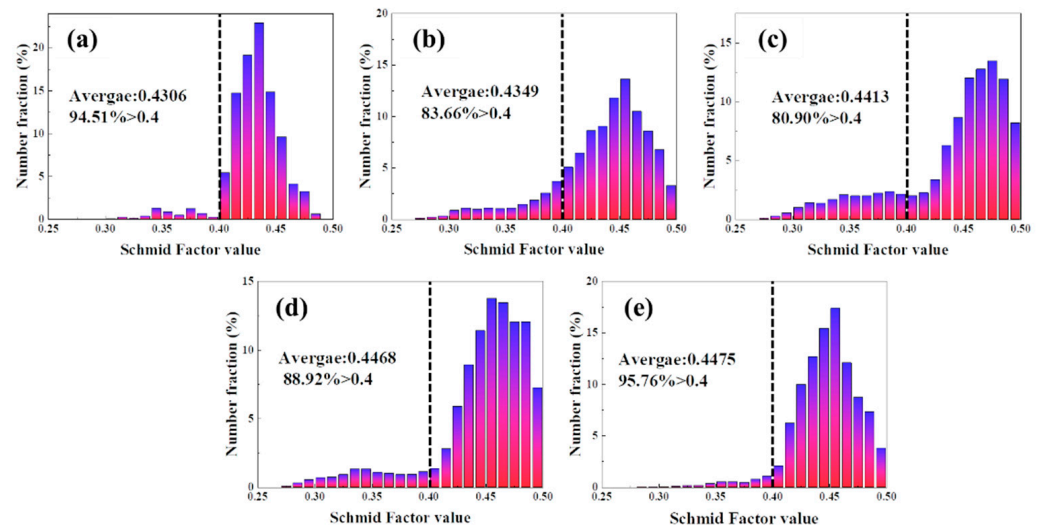 (a)
Avergae:0.4306
94.51%>0.4
Number fraction (%)
20
15
10
5
0
0.25 0.30 0.35 0.40 0.45 0.50
Schmid Factor value
(b)
Avergae:0.4349
83.66%>0.4
Number fraction (%)
20
15
10
5
0
0.25 0.30 0.35 0.40 0.45 0.50
Schmid Factor value
(c)
Avergae:0.4413
80.90%>0.4
Number fraction (%)
15
10
5
0
0.25 0.30 0.35 0.40 0.45 0.50
Schmid Factor value
(d)
Avergae:0.4468
88.92%>0.4
Number fraction (%)
15
10
5
0
0.25 0.30 0.35 0.40 0.45 0.50
Schmid Factor value
(e)
Avergae:0.4475
95.76%>0.4
Number fraction (%)
20
15
10
5
0
0.25 0.30 0.35 0.40 0.45 0.50
Schmid Factor value